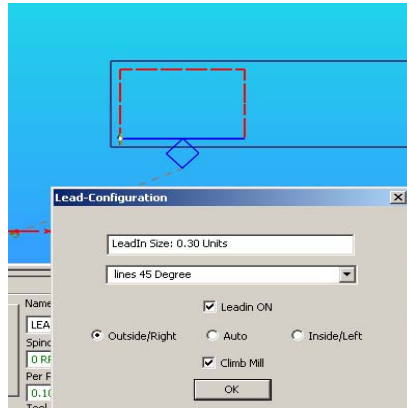 Lead-Configuration
LeadIn Size: 0.30 Units
lines 45 Degree
Leadin ON
Outside/Right
Auto
Inside/Left
Climb Mill
OK
Name
LEA
Spind
0 RP
Per F
0.10
Tool